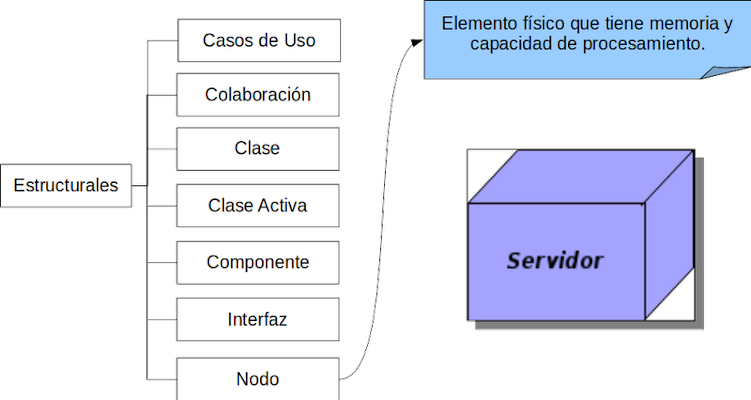 Estructurales
Casos de Uso
Colaboración
Clase
Clase Activa
Componente
Interfaz
Nodo
Elemento físico que tiene memoria y
capacidad de procesamiento.
Servidor